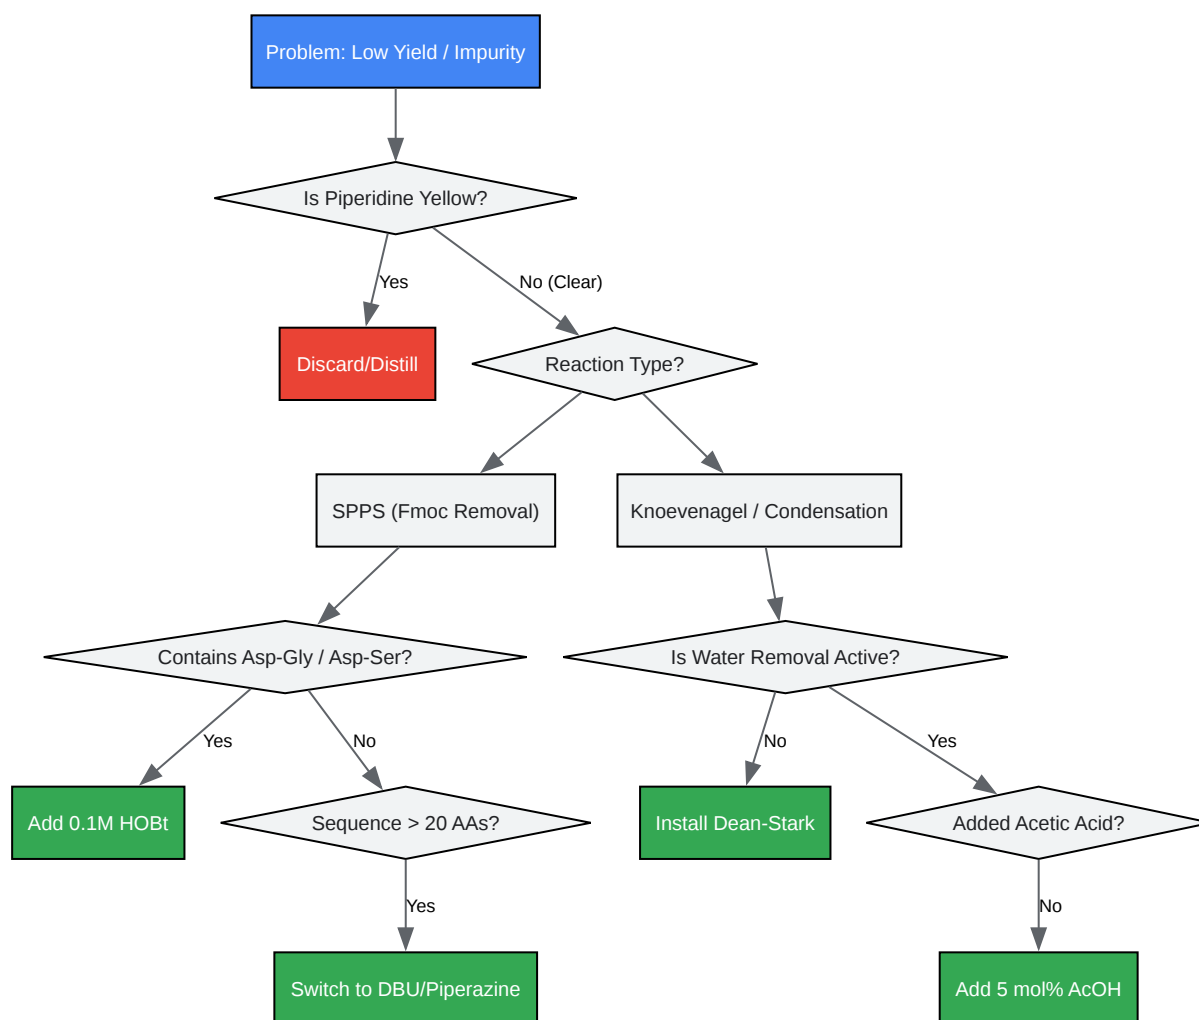 Problem: Low Yield / Impurity
Is Piperidine Yellow?
Yes
No (Clear)
Discard/Distill
Reaction Type?
SPPS (Fmoc Removal)
Knoevenagel / Condensation
Contains Asp-Gly / Asp-Ser?
Is Water Removal Active?
Yes
No
No
Yes
Add 0.1M HOBt
Sequence > 20 AAs?
Install Dean-Stark
Added Acetic Acid?
Yes
No
Switch to DBU/Piperazine
Add 5 mol% AcOH